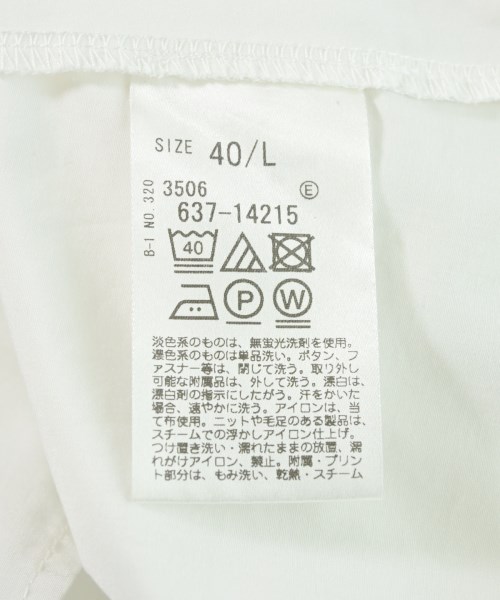 SIZE 40/L
B-1 NO. 320
3506 E
637-14215
40
P W
淡色系のものは、無蛍光洗剤を使用。
濃色系のものは単品洗い。ボタン、フ
ァスナー等は、閉じて洗う。取り外し
可能な附属品は、外して洗う。漂白は、
漂白剤の指示にしたがう。汗をかいた
場合、速やかに洗う。アイロンは、当
て布使用。ニットや毛足のある製品は、
スチームでの浮かしアイロン仕上げ。
つけ置き洗い・濡れたままの放置、濡
れがけアイロン、禁止。附属・プリン
ト部分は、もみ洗い、乾熱・スチーム